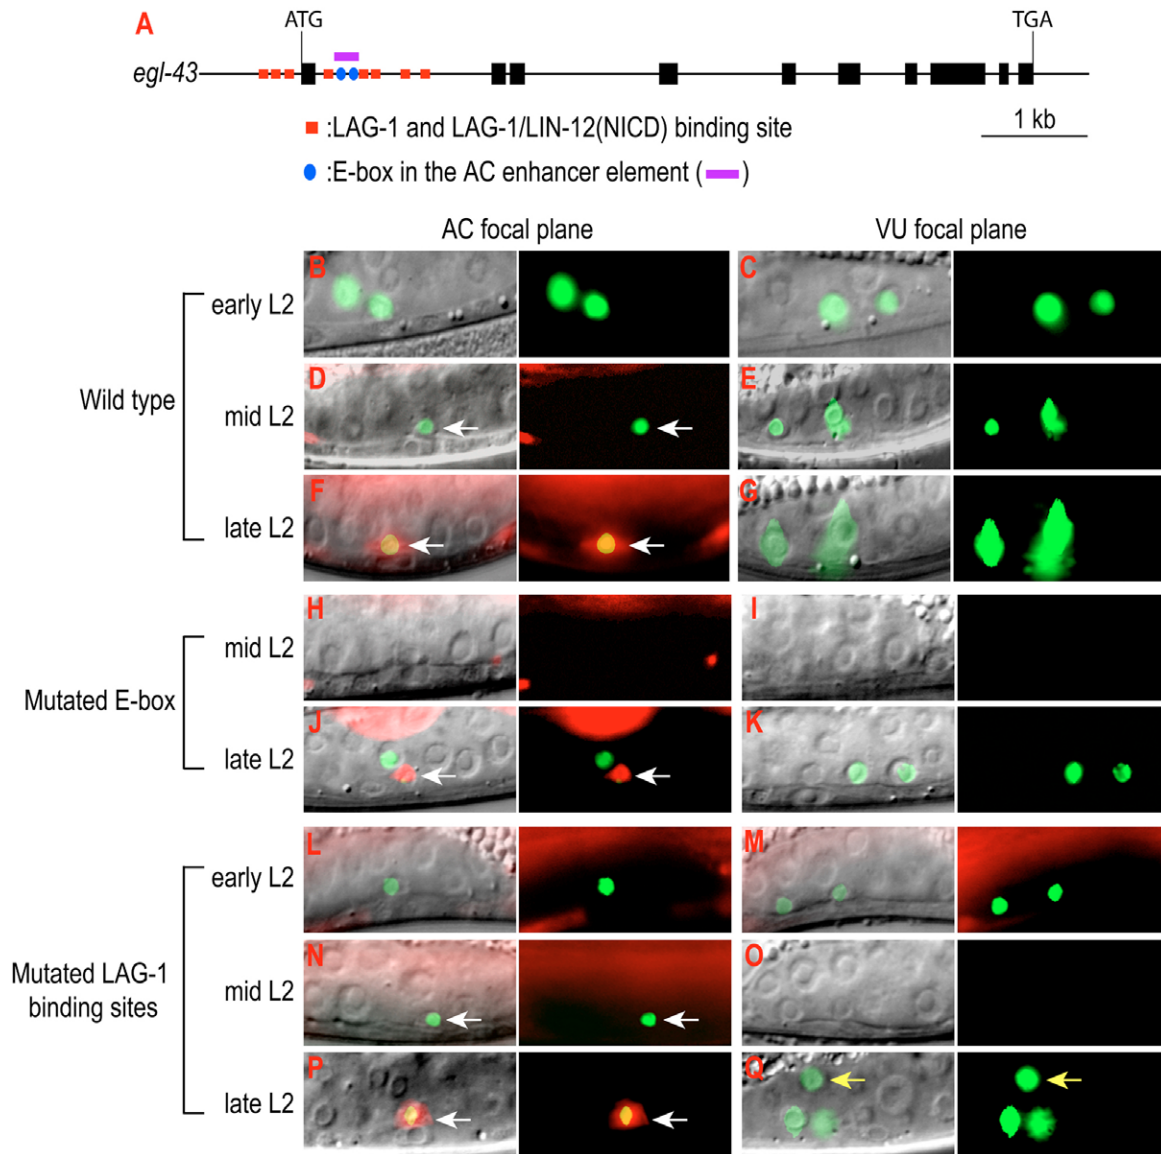 A
ATG
TGA
egl-43
:LAG-1 and LAG-1/LIN-12(NICD) binding site
1 kb
:E-box in the AC enhancer element ( )
AC focal plane
VU focal plane
Wild type
early L2
B
C
mid L2
D
E
late L2
F
G
Mutated E-box
mid L2
H
I
late L2
J
K
Mutated LAG-1
binding sites
early L2
L
M
mid L2
N
O
late L2
P
Q